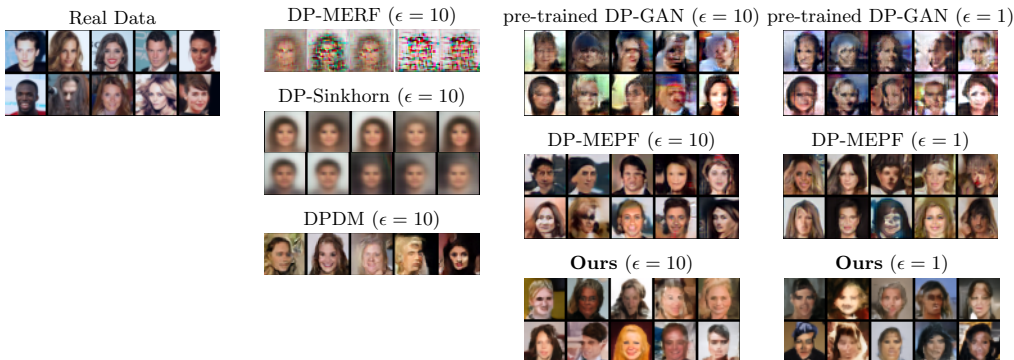 Real Data
DP-MERF (ϵ = 10)
DP-Sinkhorn (ϵ = 10)
DPDM (ϵ = 10)
pre-trained DP-GAN (ϵ = 10)
pre-trained DP-GAN (ϵ = 1)
DP-MEPF (ϵ = 10)
DP-MEPF (ϵ = 1)
Ours (ϵ = 10)
Ours (ϵ = 1)